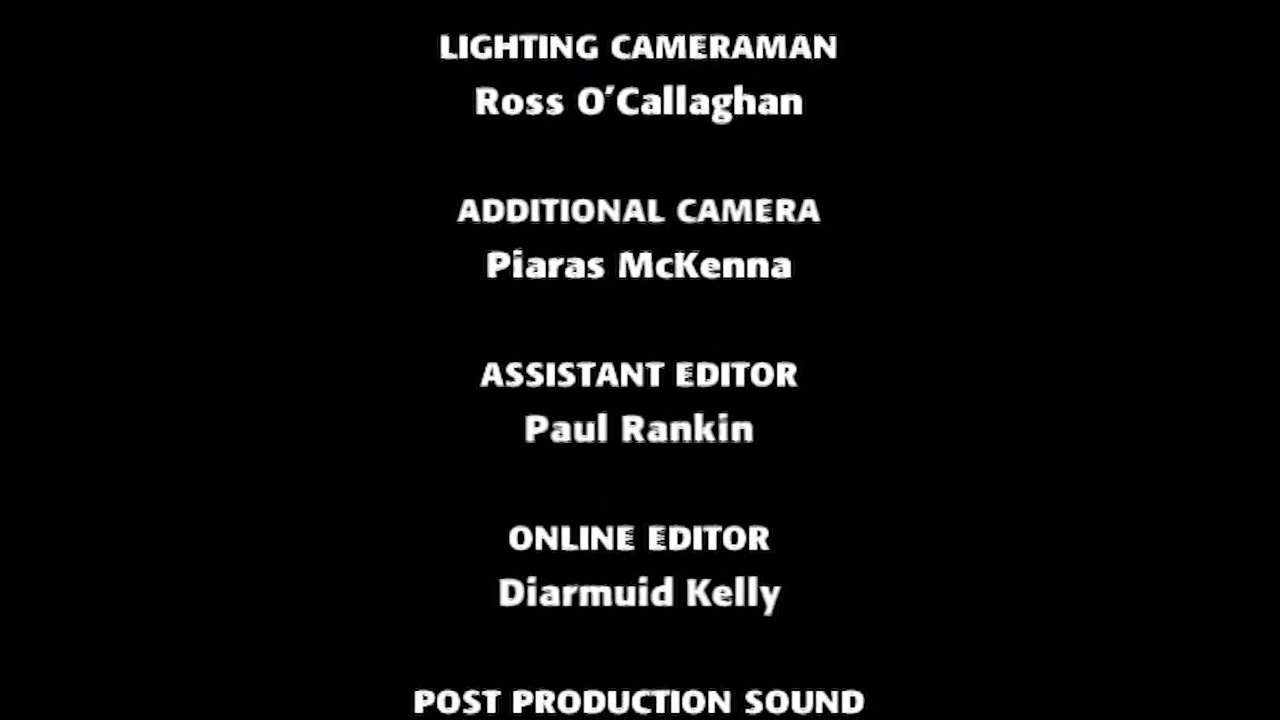 LIGHTING CAMERAMAN
Ross O'Callaghan
ADDITIONAL CAMERA
Piaras McKenna
ASSISTANT EDITOR
Paul Rankin
ONLINE EDITOR
Diarmuid Kelly
POST PRODUCTION SOUND